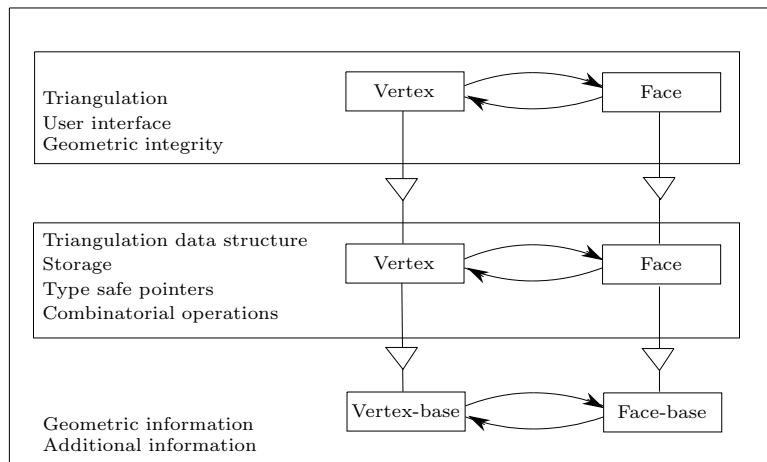 Vertex
Face
Triangulation
User interface
Geometric integrity
Triangulation data structure
Vertex
Face
Storage
Type safe pointers
Combinatorial operations
Vertex-base
Face-base
Geometric information
Additional information